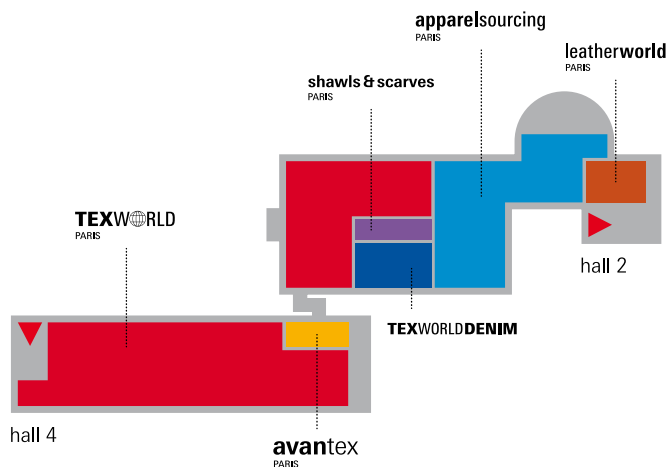 apparelsourcing
PARIS
leatherworld
PARIS
shawls & scarves
PARIS
TEXWORLD
PARIS
hall 2
TEXWORLDDENIM
hall 4
avantex
PARIS